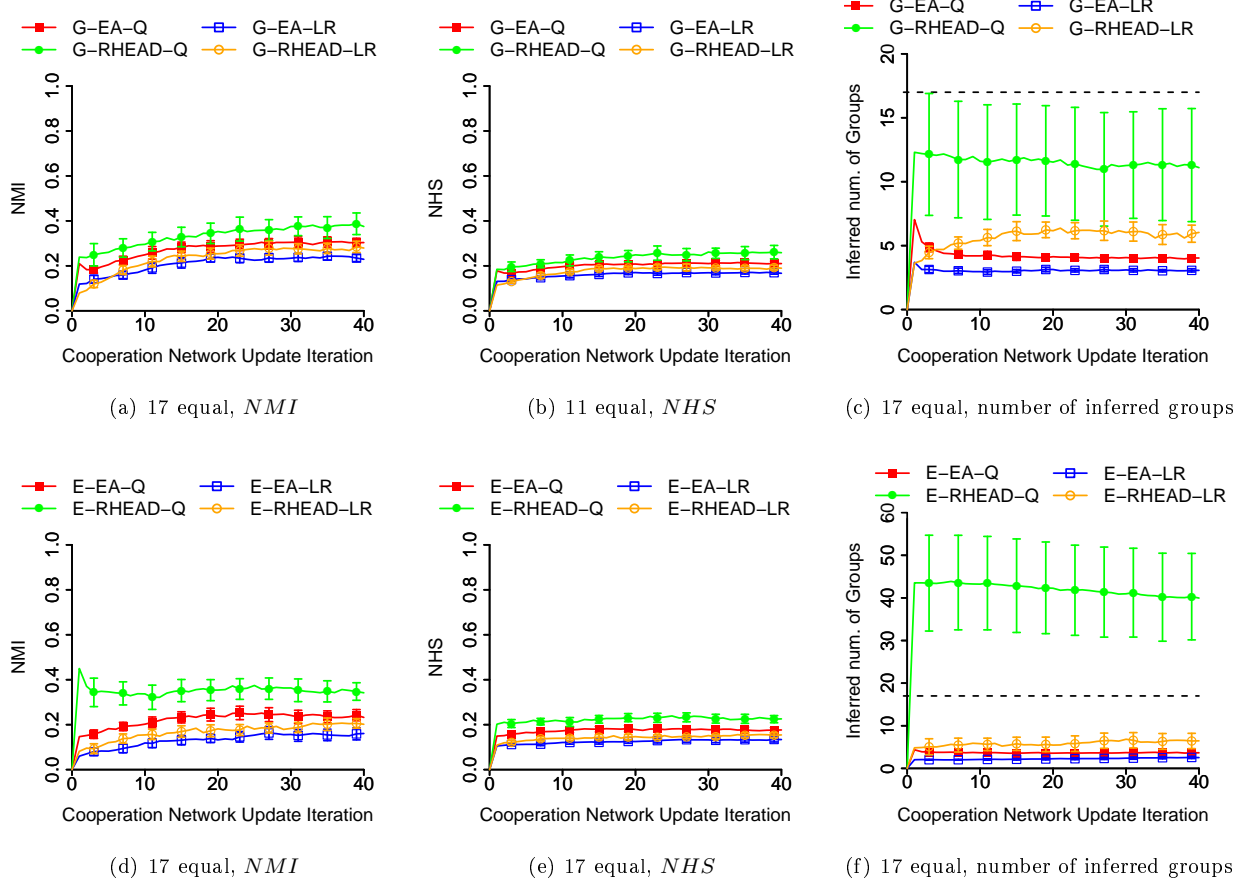 G−EA−Q G−EA−LR
G−RHEAD−Q G−RHEAD−LR
NMI
0.0 0.2 0.4 0.6 0.8 1.0
0 10 20 30 40
Cooperation Network Update Iteration
(a) 17 equal, NMI
G−EA−Q G−EA−LR
G−RHEAD−Q G−RHEAD−LR
NHS
0.0 0.2 0.4 0.6 0.8 1.0
0 10 20 30 40
Cooperation Network Update Iteration
(b) 11 equal, NHS
G−EA−Q G−EA−LR
G−RHEAD−Q G−RHEAD−LR
Inferred num. of Groups
0 5 10 15 20
0 10 20 30 40
Cooperation Network Update Iteration
(c) 17 equal, number of inferred groups
E−EA−Q E−EA−LR
E−RHEAD−Q E−RHEAD−LR
NMI
0.0 0.2 0.4 0.6 0.8 1.0
0 10 20 30 40
Cooperation Network Update Iteration
(d) 17 equal, NMI
E−EA−Q E−EA−LR
E−RHEAD−Q E−RHEAD−LR
NHS
0.0 0.2 0.4 0.6 0.8 1.0
0 10 20 30 40
Cooperation Network Update Iteration
(e) 17 equal, NHS
E−EA−Q E−EA−LR
E−RHEAD−Q E−RHEAD−LR
Inferred num. of Groups
0 10 20 30 40 50 60
0 10 20 30 40
Cooperation Network Update Iteration
(f) 17 equal, number of inferred groups